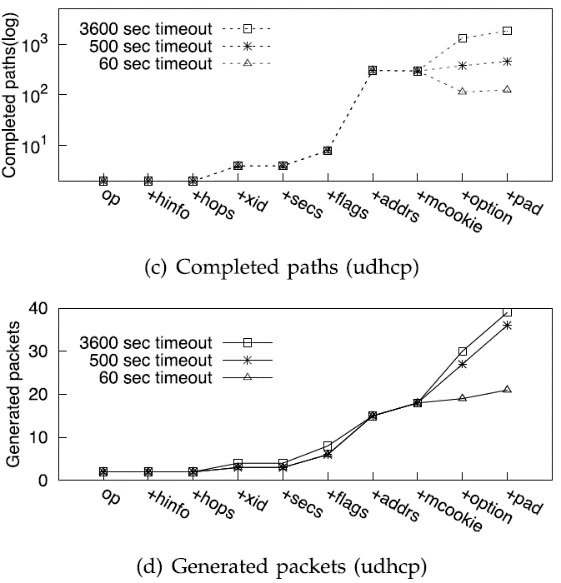 Completed paths(log)
10³
10²
10¹
3600 sec timeout
500 sec timeout
60 sec timeout
op
+hinfo
+hops
+xid
+secs
+flags
+addrs
+mcookie
+option
+pad
(c) Completed paths (udhcp)
Generated packets
40
30
20
10
0
3600 sec timeout
500 sec timeout
60 sec timeout
op
+hinfo
+hops
+xid
+secs
+flags
+addrs
+mcookie
+option
+pad
(d) Generated packets (udhcp)